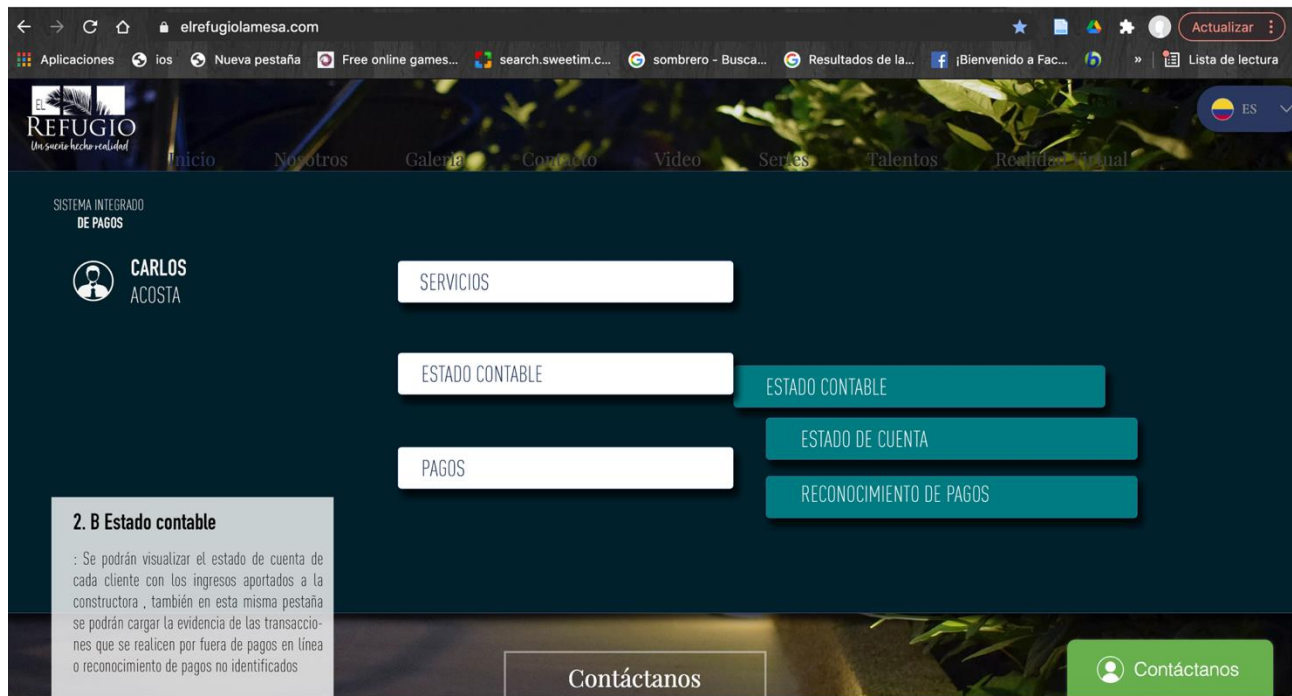 elrefugiolamesa.com
Actualizar
Aplicaciones ios Nueva pestaña Free online games... search.sweetim.c... sombrero - Busca... Resultados de la... ¡Bienvenido a Fac... » Lista de lectura
EL
REFUGIO
Un sueño hecho realidad
ES
Inicio Nosotros Galeria Contacto Video Series Talentos Realidad Virtual
SISTEMA INTEGRADO
DE PAGOS
CARLOS
ACOSTA
SERVICIOS
ESTADO CONTABLE
ESTADO CONTABLE
ESTADO DE CUENTA
PAGOS
RECONOCIMIENTO DE PAGOS
2. B Estado contable
: Se podrán visualizar el estado de cuenta de
cada cliente con los ingresos aportados a la
constructora , también en esta misma pestaña
se podrán cargar la evidencia de las transaccio-
nes que se realicen por fuera de pagos en línea
o reconocimiento de pagos no identificados
Contáctanos
Contáctanos